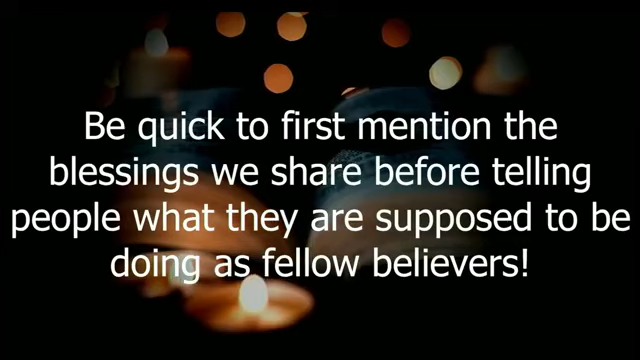 Be quick to first mention the
blessings we share before telling
people what they are supposed to be
doing as fellow believers!